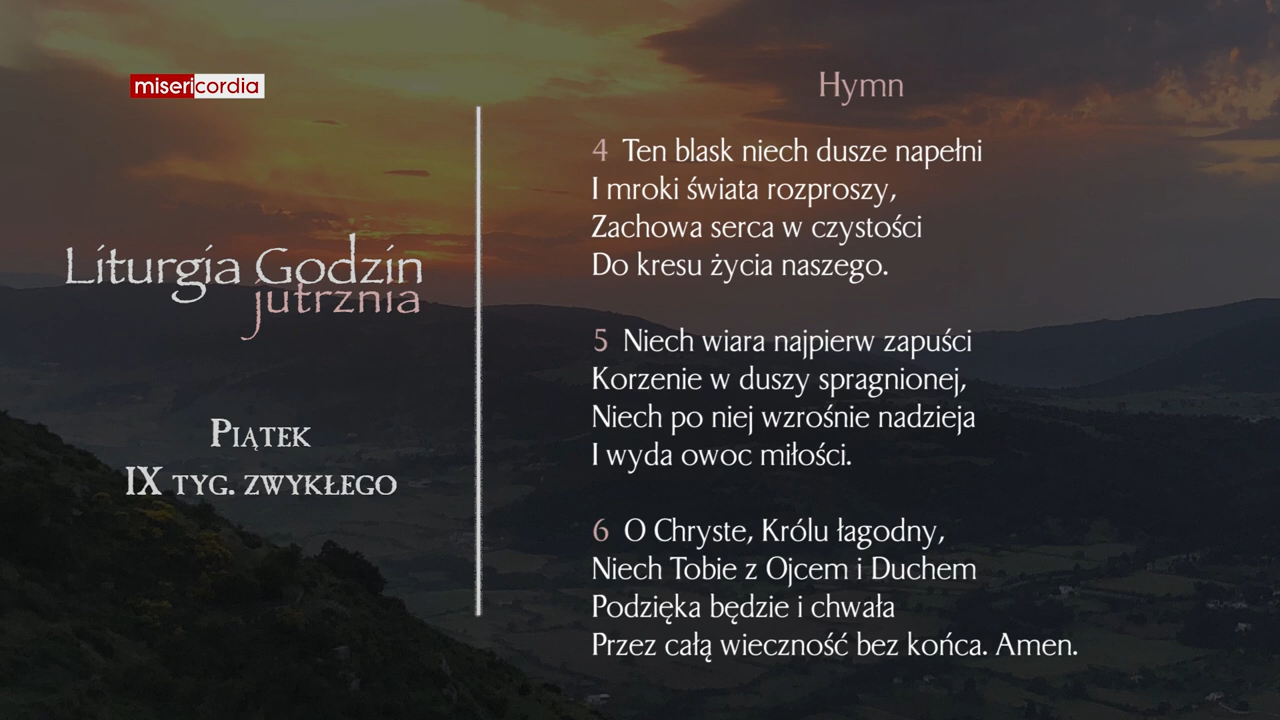 misericordia
Liturgia Godzin
jutrznia
Piątek
IX tyg. zwykłego
Hymn
4 Ten blask niech dusze napełni
I mroki świata rozproszy,
Zachowa serca w czystości
Do kresu życia naszego.
5 Niech wiara najpierw zapuści
Korzenie w duszy spragnionej,
Niech po niej wzrośnie nadzieja
I wyda owoc miłości.
6 O Chryste, Królu łagodny,
Niech Tobie z Ojcem i Duchem
Podzięka będzie i chwała
Przez całą wieczność bez końca. Amen.